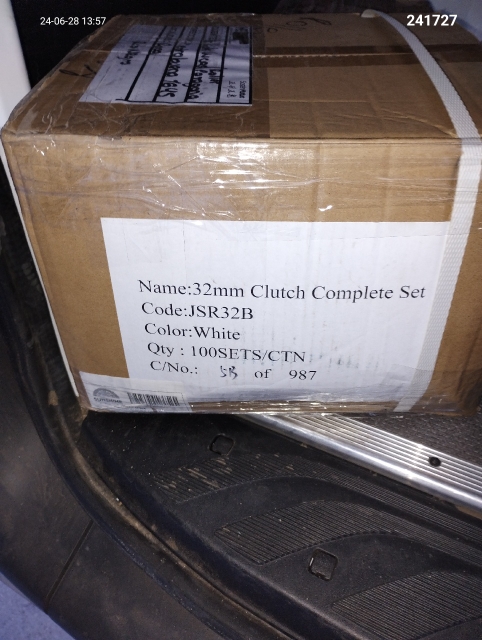 24-06-28 13:57
241727
Name:32mm Clutch Complete Set
Code:JSR32B
Color:White
Qty : 100SETS/CTN
C/No.: of 987